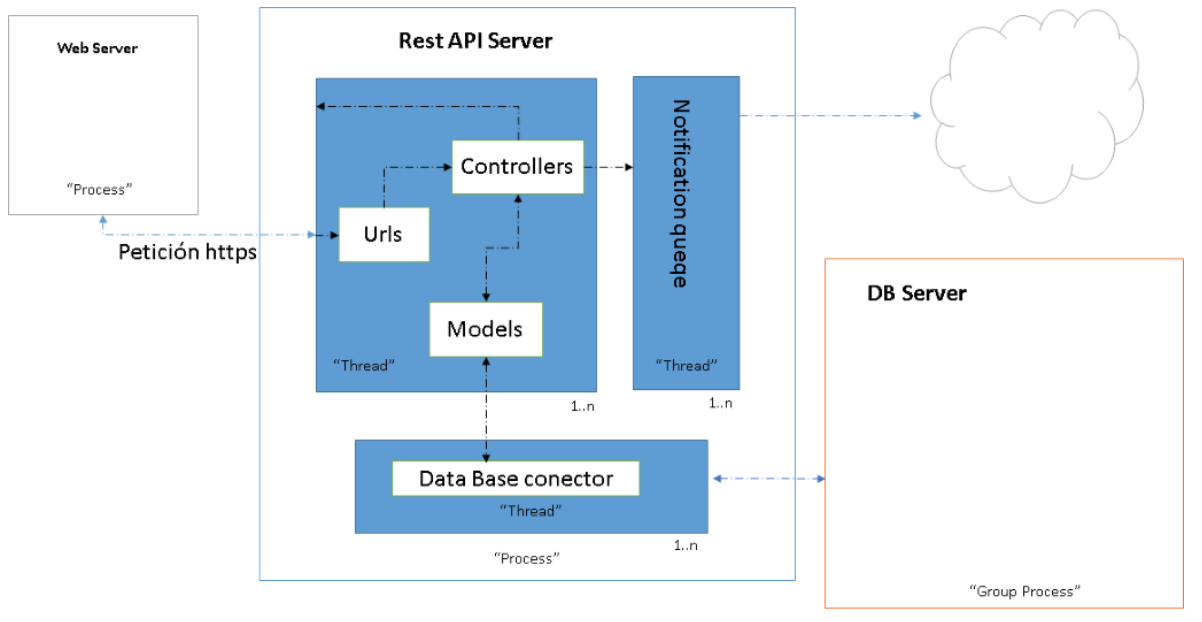 Web Server
"Process"
Petición https
Rest API Server
Controllers
Urls
Models
"Thread"
1..n
Notification queqe
"Thread"
1..n
Data Base conector
"Thread"
1..n
"Process"
DB Server
"Group Process"